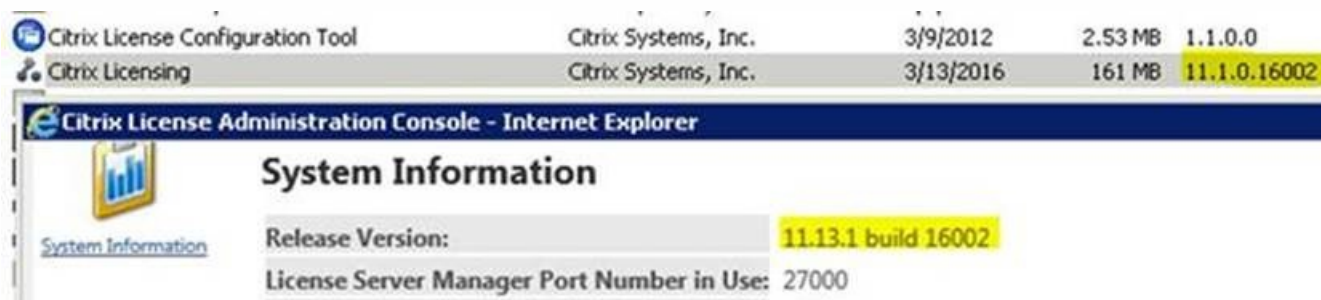 Citrix License Configuration Tool Citrix Systems, Inc. 3/9/2012 2.53 MB 1.1.0.0
Citrix Licensing Citrix Systems, Inc. 3/13/2016 161 MB 11.1.0.16002
Citrix License Administration Console - Internet Explorer
System Information
System Information Release Version: 11.13.1 build 16002
License Server Manager Port Number in Use: 27000